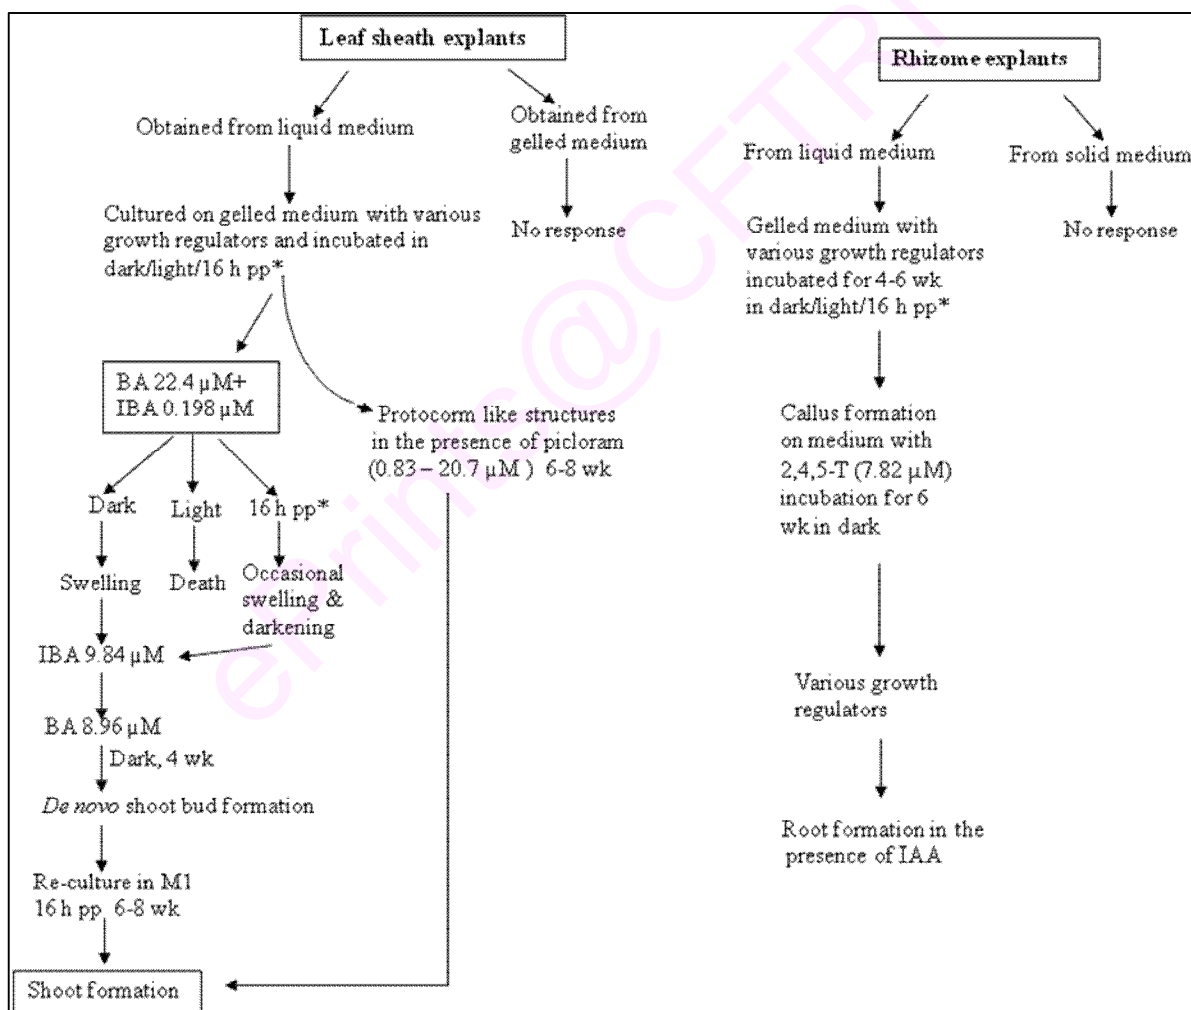 Leaf sheath explants
Obtained from liquid medium
Obtained from
gelled medium
Cultured on gelled medium with various
growth regulators and incubated in
dark/light/16 h pp*
No response
BA 22.4 µM+
IBA 0.198 µM
Protocorm like structures
in the presence of picloram
(0.83 – 20.7 µM ) 6-8 wk
Dark
Light
16 h pp*
Swelling
Death
Occasional
swelling &
darkening
IBA 9.84 µM
BA 8.96 µM
Dark, 4 wk
De novo shoot bud formation
Re-culture in M1
16 h pp 6-8 wk
Shoot formation
Rhizome explants
From liquid medium
From solid medium
Gelled medium with
various growth regulators
incubated for 4-6 wk
in dark/light/16 h pp*
No response
Callus formation
on medium with
2,4,5-T (7.82 µM)
incubation for 6
wk in dark
Various growth
regulators
Root formation in the
presence of IAA
ePrints@CFTRI